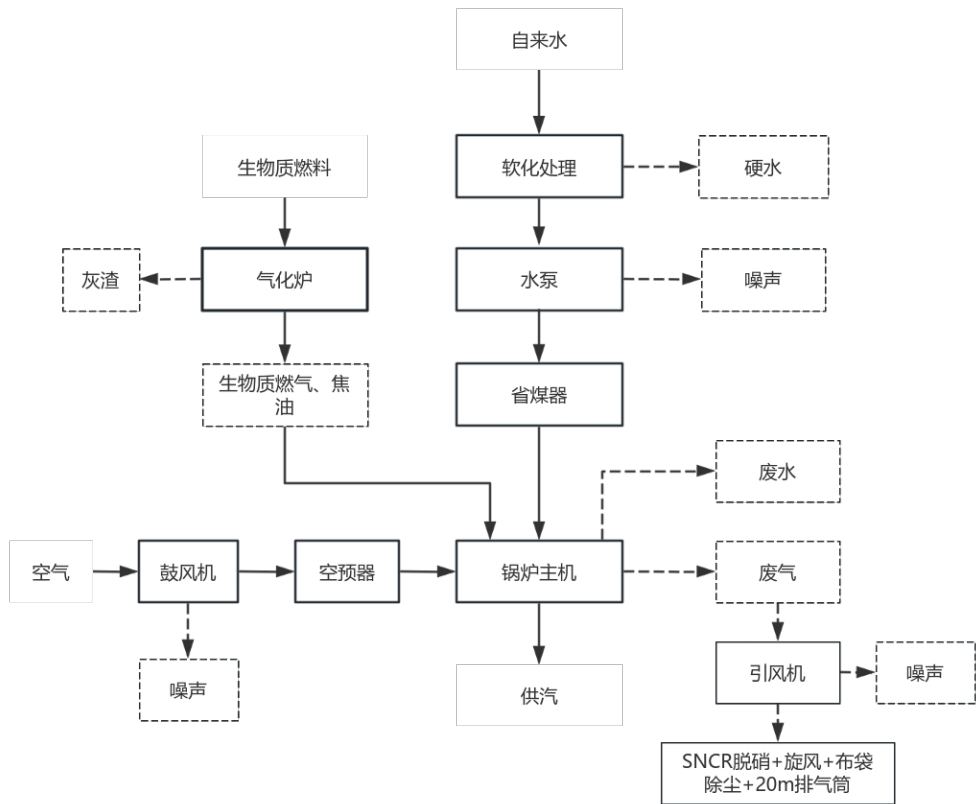 自来水
生物质燃料
软化处理
硬水
灰渣
气化炉
水泵
噪声
生物质燃气、焦
油
省煤器
废水
空气
鼓风机
空预器
锅炉主机
废气
噪声
供汽
引风机
噪声
SNCR脱硝+旋风+布袋
除尘+20m排气筒